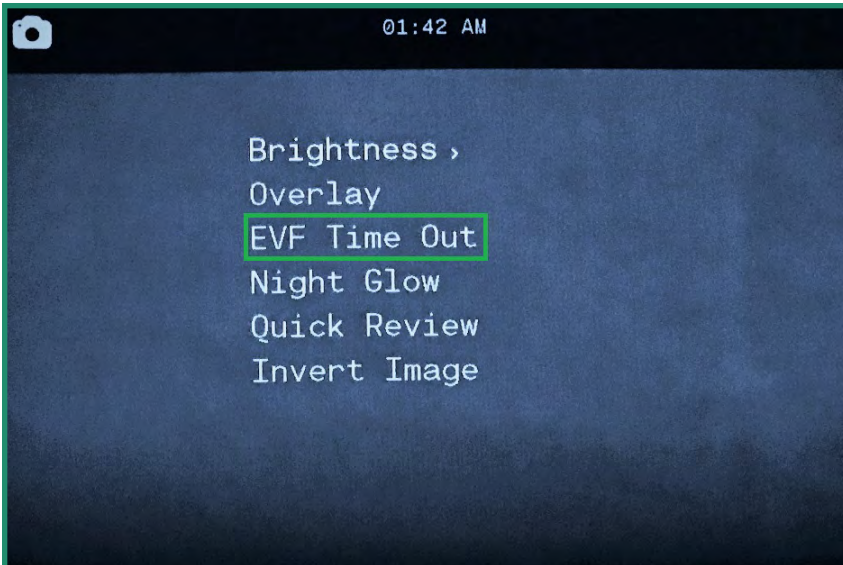 01:42 AM
Brightness ›
Overlay
EVF Time Out
Night Glow
Quick Review
Invert Image